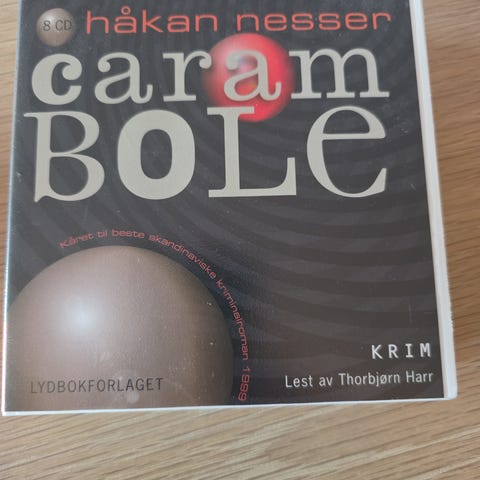 8 CD
håkan nesser
caram
BOLE
Kåret til beste skandinaviske kriminalroman 1999
KRIM
Lest av Thorbjørn Harr
LYDBOKFORLAGET